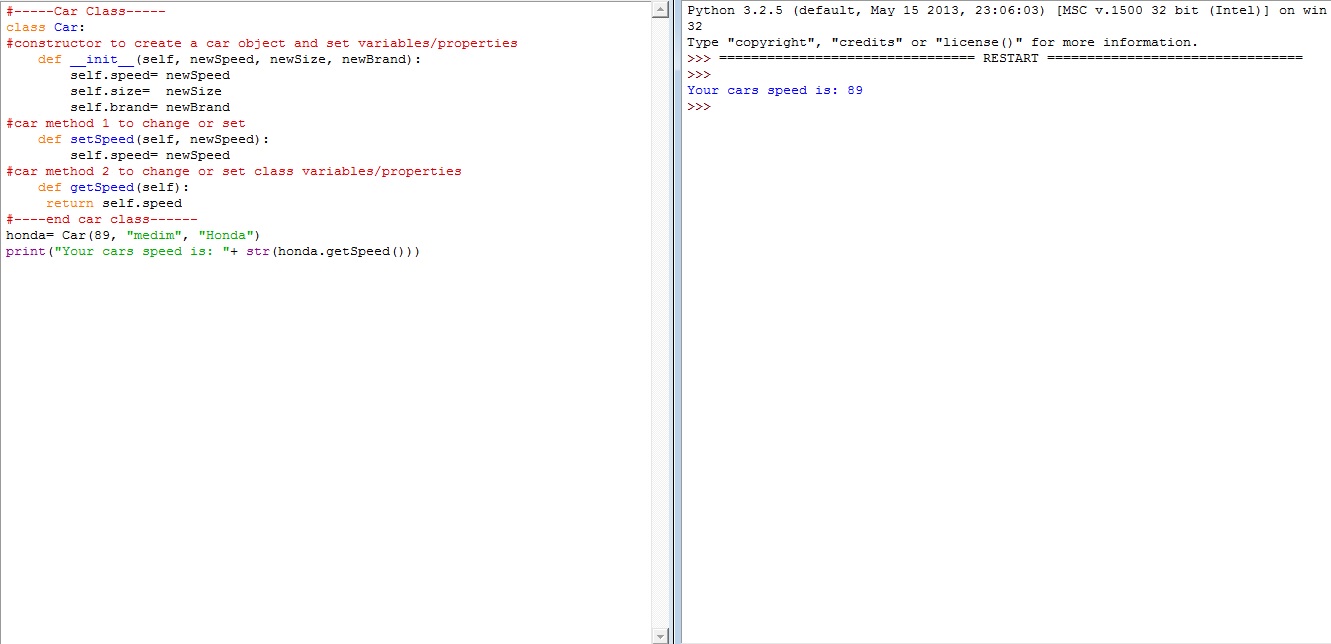 #-----Car Class-----
class Car:
#constructor to create a car object and set variables/properties
    def __init__(self, newSpeed, newSize, newBrand):
        self.speed= newSpeed
        self.size=  newSize
        self.brand= newBrand
#car method 1 to change or set
    def setSpeed(self, newSpeed):
        self.speed= newSpeed
#car method 2 to change or set class variables/properties
    def getSpeed(self):
     return self.speed
#----end car class------
honda= Car(89, "medim", "Honda")
print("Your cars speed is: "+ str(honda.getSpeed()))
Python 3.2.5 (default, May 15 2013, 23:06:03) [MSC v.1500 32 bit (Intel)] on win
32
Type "copyright", "credits" or "license()" for more information.
>>> ================================ RESTART ================================
>>>
Your cars speed is: 89
>>>